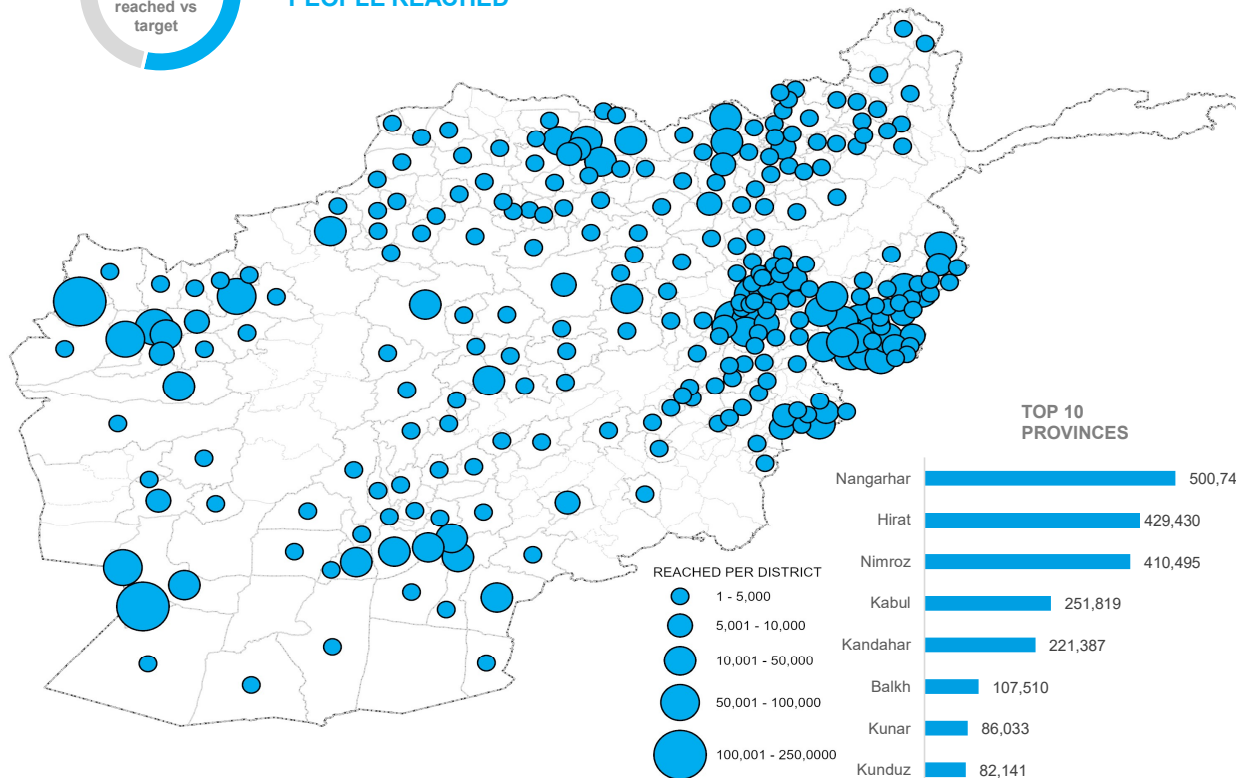 reached vs
target
PEOPLE REACHED
TOP 10
PROVINCES
Nangarhar 500,74
Hirat 429,430
Nimroz 410,495
Kabul 251,819
Kandahar 221,387
Balkh 107,510
Kunar 86,033
Kunduz 82,141
REACHED PER DISTRICT
1 - 5,000
5,001 - 10,000
10,001 - 50,000
50,001 - 100,000
100,001 - 250,0000